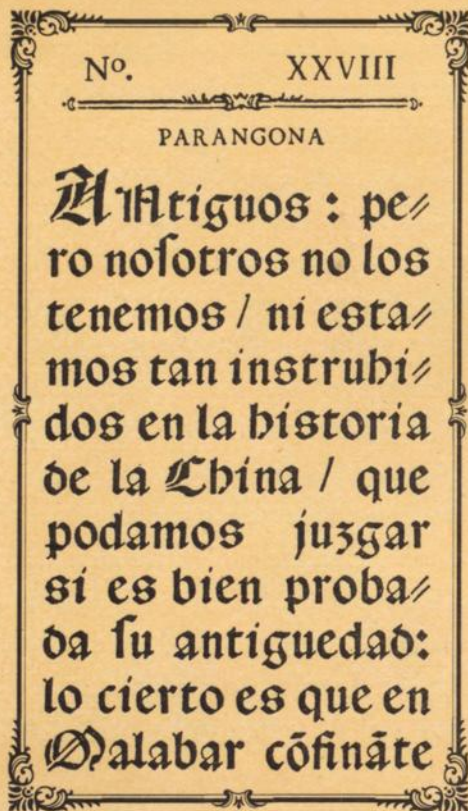 Nº. XXVIII
PARANGONA
ANtiguos : pe⸗
ro noſotros no los
tenemos / ni esta⸗
mos tan instruhi⸗
dos en la historia
de la China / que
podamos juzgar
si es bien proba⸗
da ſu antiguedad:
lo cierto es que en
Malabar cōfināte